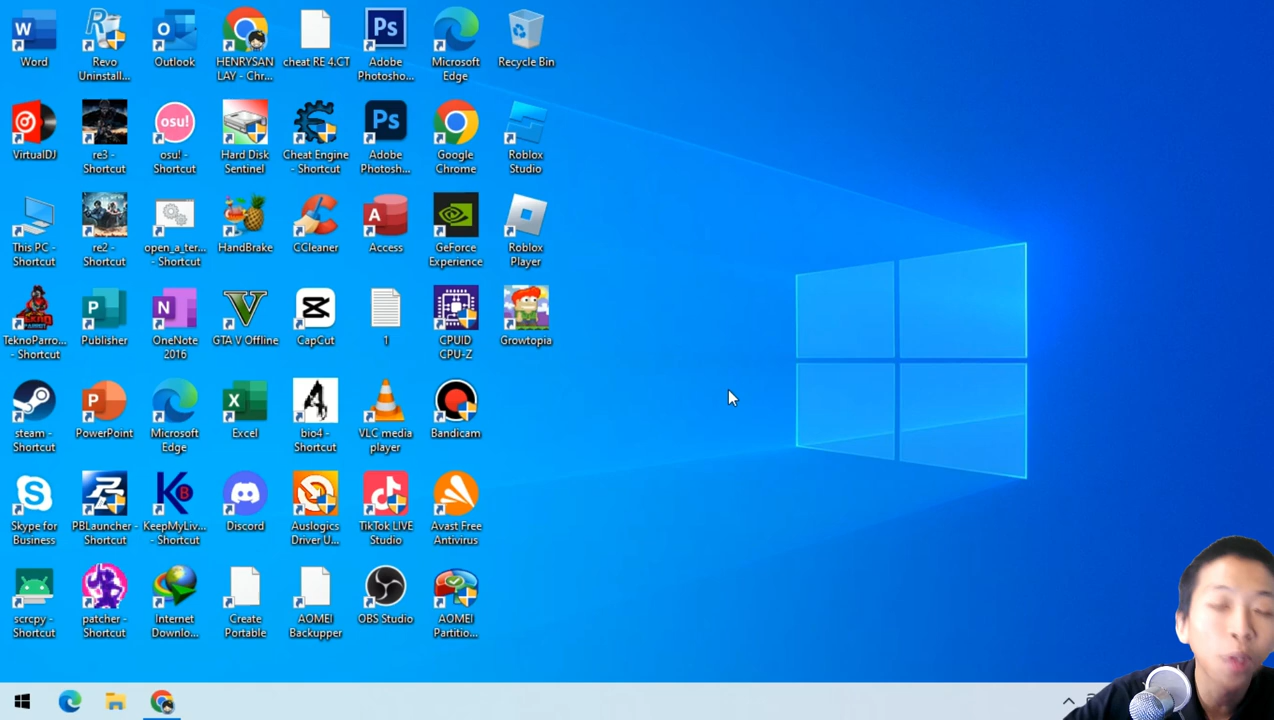 Word
Revo
Uninstall...
Outlook
HENRYSAN
LAY - Chr...
cheat RE 4.CT
Ps
Adobe
Photosho...
Microsoft
Edge
Recycle Bin
VirtualDJ
re3 -
Shortcut
osu!
osu! -
Shortcut
Hard Disk
Sentinel
Cheat Engine
- Shortcut
Ps
Adobe
Photosh...
Google
Chrome
Roblox
Studio
This PC -
Shortcut
re2 -
Shortcut
open_a_ter...
- Shortcut
HandBrake
CCleaner
Access
GeForce
Experience
Roblox
Player
TeknoParro...
- Shortcut
Publisher
OneNote
2016
GTA V Offline
CapCut
1
CPUID
CPU-Z
Growtopia
steam -
Shortcut
PowerPoint
Microsoft
Edge
Excel
bio4 -
Shortcut
VLC media
player
Bandicam
Skype for
Business
PBLauncher -
Shortcut
KeepMyLiv...
- Shortcut
Discord
Auslogics
Driver U...
TikTok LIVE
Studio
Avast Free
Antivirus
scrcpy -
Shortcut
patcher -
Shortcut
Internet
Downlo...
Create
Portable
AOMEI
Backupper
OBS Studio
AOMEI
Partitio...